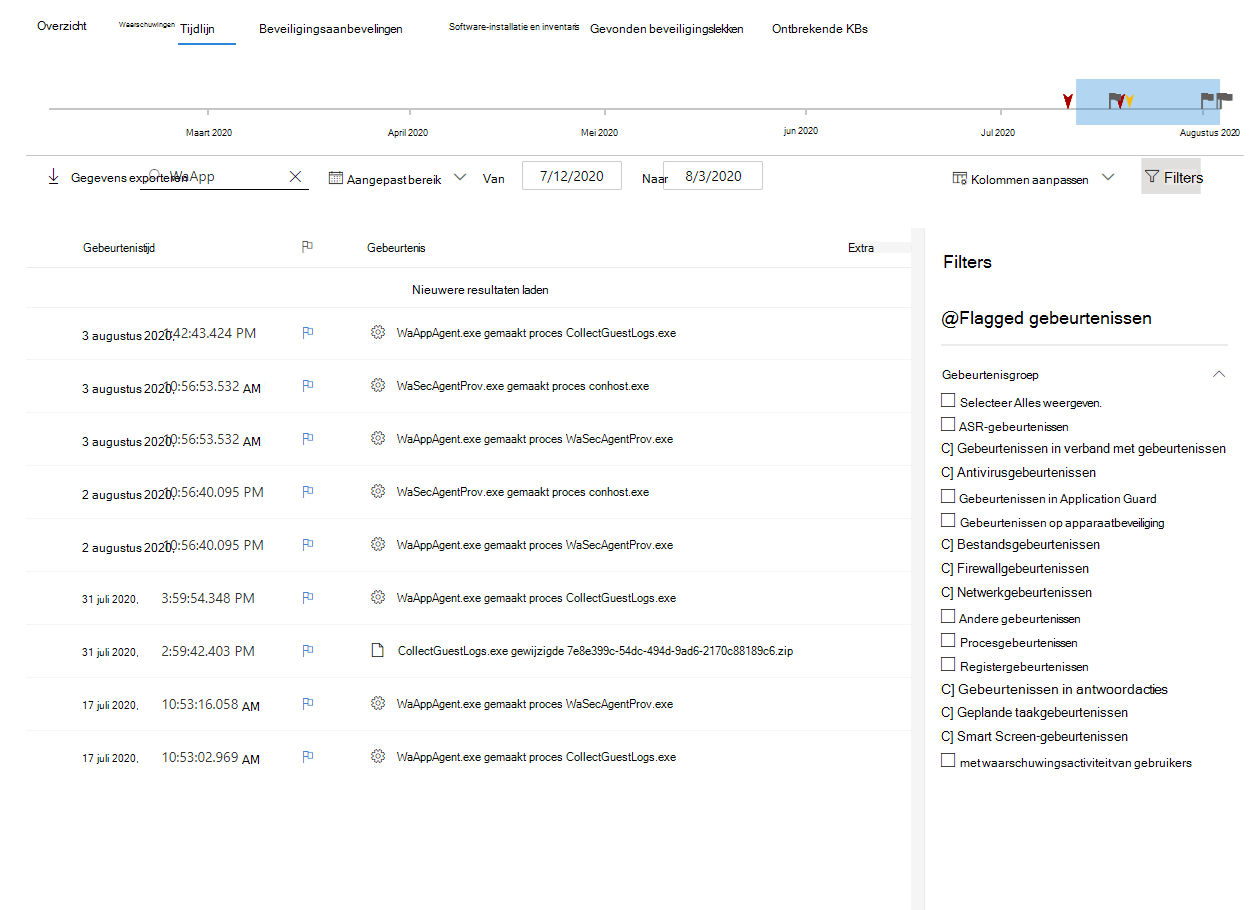 Overzicht Waarschuwingen Tijdlijn Beveiligingsaanbevelingen Software-installatie en inventaris Gevonden beveiligingslekken Ontbrekende KBs
Maart 2020 April 2020 Mei 2020 jun 2020 Jul 2020 Augustus 2020
Gegevens exporteren WaApp Aangepast bereik Van 7/12/2020 Naar 8/3/2020 Kolommen aanpassen Filters
Gebeurtenistijd Gebeurtenis Extra
Nieuwere resultaten laden
3 augustus 2020, 1:42:43.424 PM WaAppAgent.exe gemaakt proces CollectGuestLogs.exe
3 augustus 2020, 10:56:53.532 AM WaSecAgentProv.exe gemaakt proces conhost.exe
3 augustus 2020, 10:56:53.532 AM WaAppAgent.exe gemaakt proces WaSecAgentProv.exe
2 augustus 2020, 10:56:40.095 PM WaSecAgentProv.exe gemaakt proces conhost.exe
2 augustus 2020, 10:56:40.095 PM WaAppAgent.exe gemaakt proces WaSecAgentProv.exe
31 juli 2020, 3:59:54.348 PM WaAppAgent.exe gemaakt proces CollectGuestLogs.exe
31 juli 2020, 2:59:42.403 PM CollectGuestLogs.exe gewijzigde 7e8e399c-54dc-494d-9ad6-2170c88189c6.zip
17 juli 2020, 10:53:16.058 AM WaAppAgent.exe gemaakt proces WaSecAgentProv.exe
17 juli 2020, 10:53:02.969 AM WaAppAgent.exe gemaakt proces CollectGuestLogs.exe
Filters
@Flagged gebeurtenissen
Gebeurtenisgroep
Selecteer Alles weergeven.
ASR-gebeurtenissen
C] Gebeurtenissen in verband met gebeurtenissen
C] Antivirusgebeurtenissen
Gebeurtenissen in Application Guard
Gebeurtenissen op apparaatbeveiliging
C] Bestandsgebeurtenissen
C] Firewallgebeurtenissen
C] Netwerkgebeurtenissen
Andere gebeurtenissen
Procesgebeurtenissen
Registergebeurtenissen
C] Gebeurtenissen in antwoordacties
C] Geplande taakgebeurtenissen
C] Smart Screen-gebeurtenissen
met waarschuwingsactiviteit van gebruikers